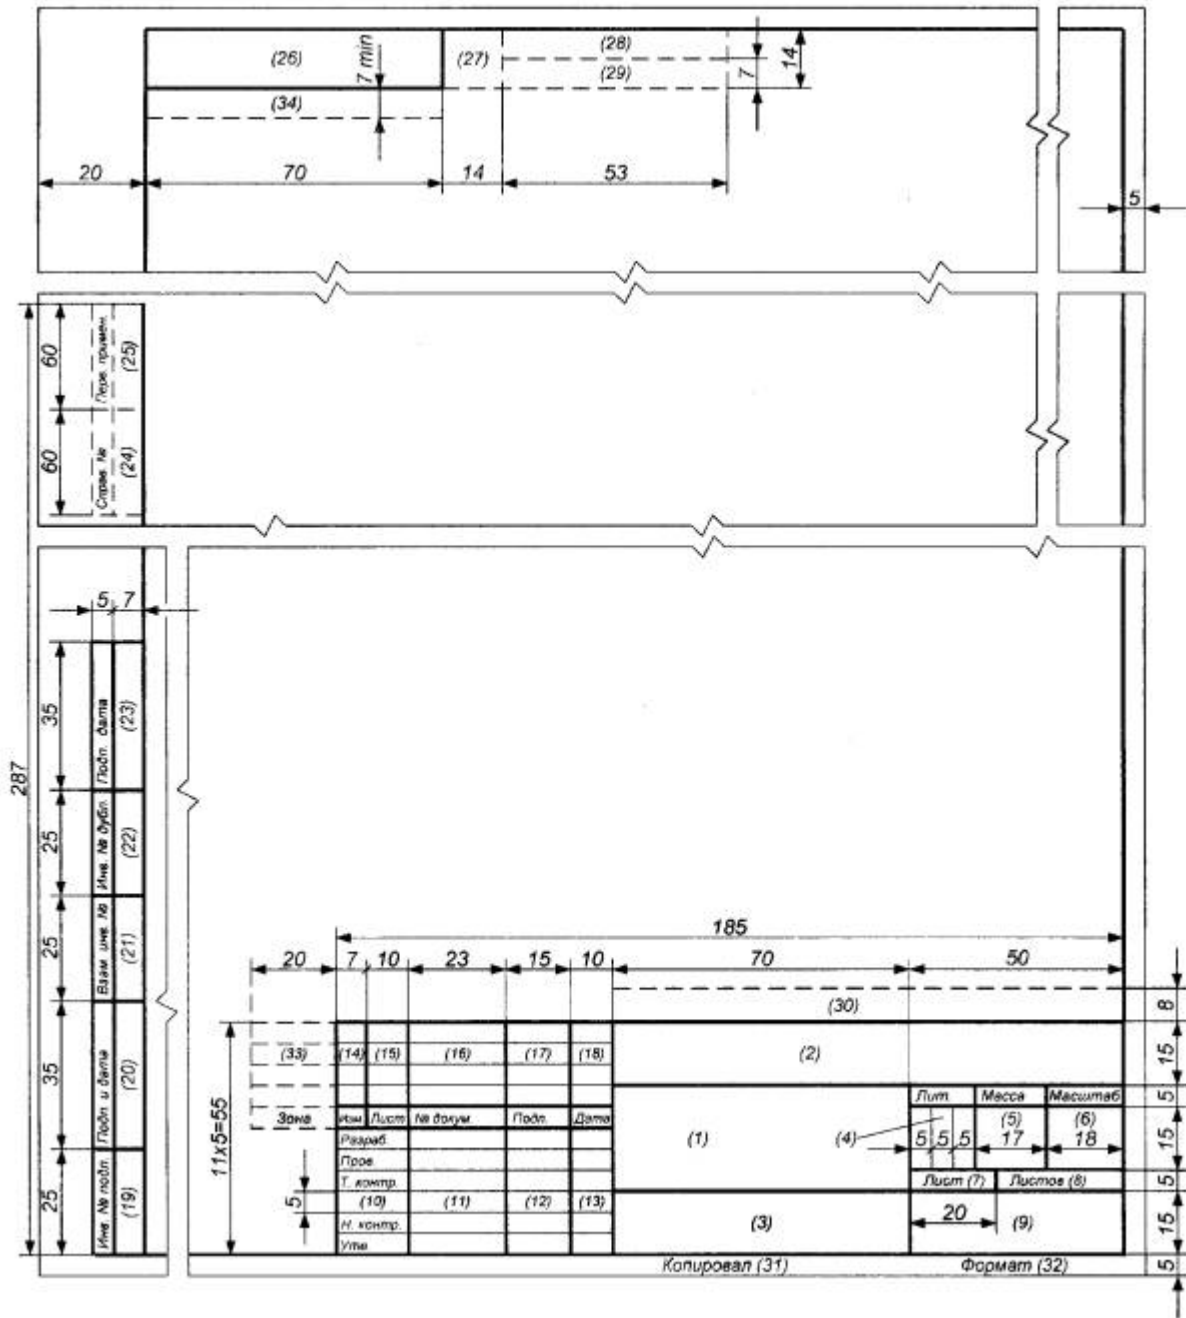 (26)
7 min
(27)
(28)
(29)
7
14
(34)
20
70
14
53
5
60
Перв. примен.
(25)
60
Справ. №
(24)
287
5
7
35
Подп. дата
(23)
25
Инв. № дубл.
(22)
25
Взам. инв. №
(21)
35
Подп. и дата
(20)
25
Инв. № подл.
(19)
185
20
7
10
23
15
10
70
50
(30)
8
(33)
(14)
(15)
(16)
(17)
(18)
(2)
15
Зона
Изм.
Лист
№ докум.
Подп.
Дата
11x5=55
Разраб.
Пров.
Т. контр.
5
(10)
(11)
(12)
(13)
Н. контр.
Утв.
(1)
(4)
Лит.
Масса
Масштаб
5
(5)
(6)
5
5
5
17
18
15
Лист (7)
Листов (8)
5
(3)
20
(9)
15
Копировал (31)
Формат (32)
5